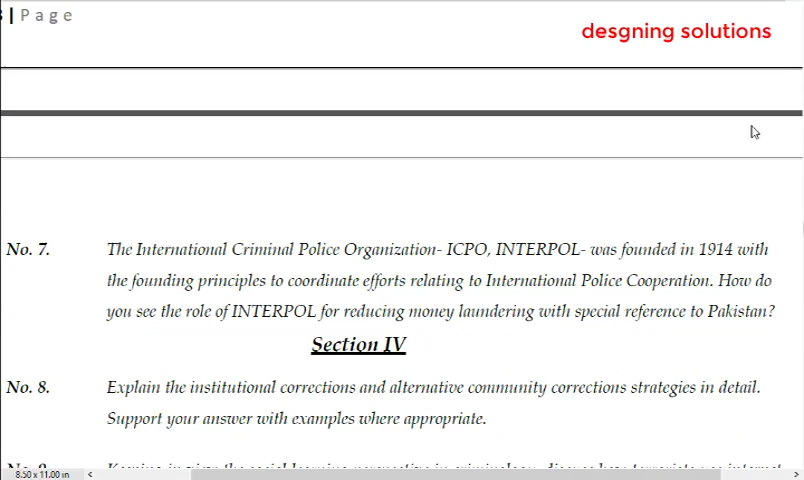 | Page
desgning solutions
No. 7. The International Criminal Police Organization- ICPO, INTERPOL- was founded in 1914 with
the founding principles to coordinate efforts relating to International Police Cooperation. How do
you see the role of INTERPOL for reducing money laundering with special reference to Pakistan?
Section IV
No. 8. Explain the institutional corrections and alternative community corrections strategies in detail.
Support your answer with examples where appropriate.
8.50 x 11.00 in